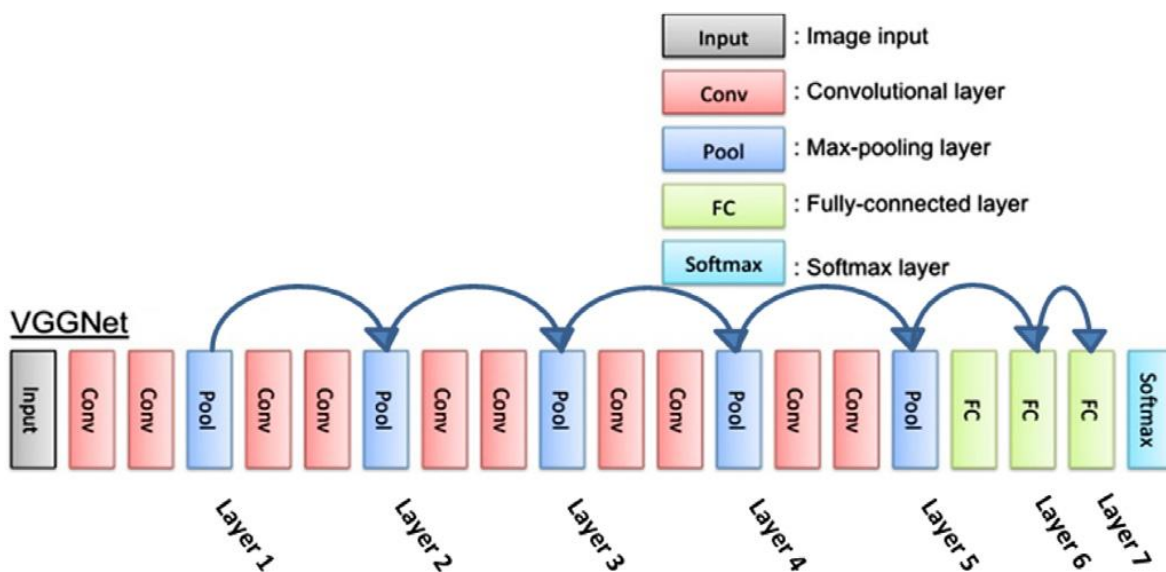 Input : Image input
Conv : Convolutional layer
Pool : Max-pooling layer
FC : Fully-connected layer
Softmax : Softmax layer
VGGNet
Input Conv Conv Pool Conv Conv Pool Conv Conv Pool Conv Conv Pool Conv Conv Pool FC FC FC Softmax
Layer 1 Layer 2 Layer 3 Layer 4 Layer 5 Layer 6 Layer 7